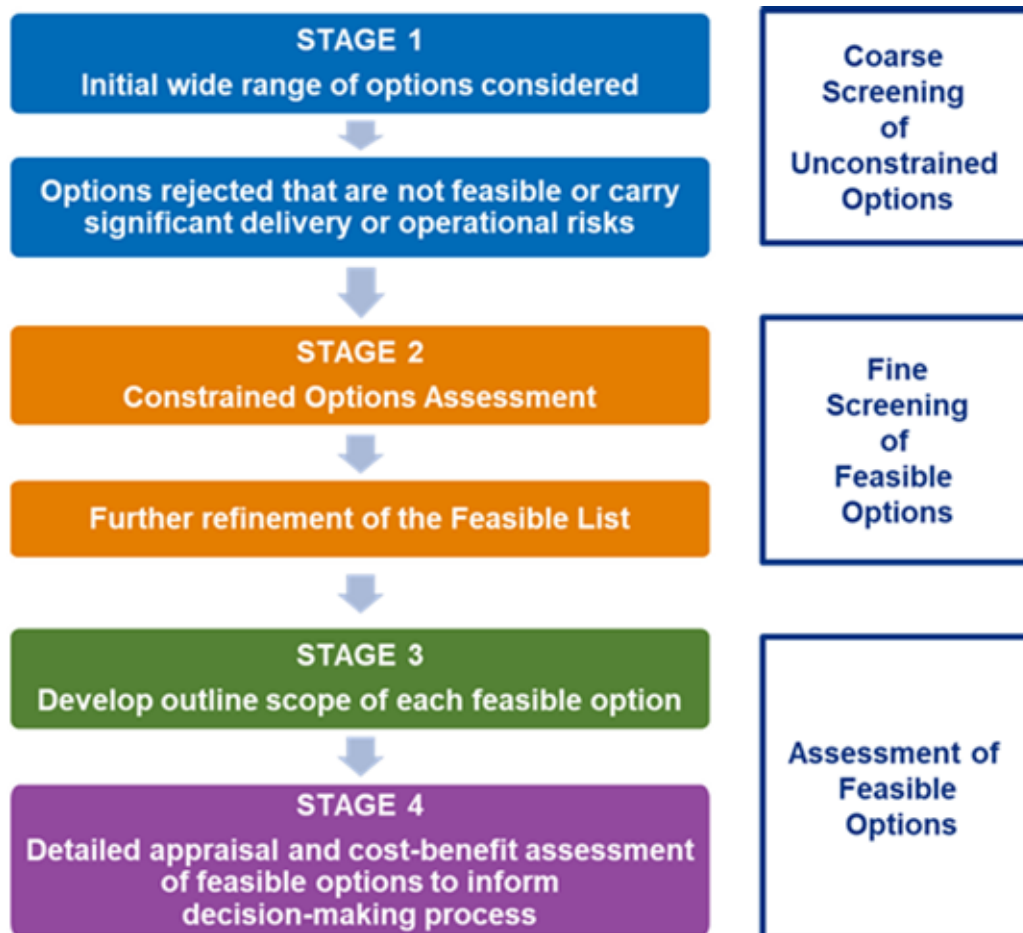 STAGE 1
Initial wide range of options considered
Options rejected that are not feasible or carry
significant delivery or operational risks
Coarse
Screening
of
Unconstrained
Options
STAGE 2
Constrained Options Assessment
Further refinement of the Feasible List
Fine
Screening
of
Feasible
Options
STAGE 3
Develop outline scope of each feasible option
STAGE 4
Detailed appraisal and cost-benefit assessment
of feasible options to inform
decision-making process
Assessment of
Feasible
Options